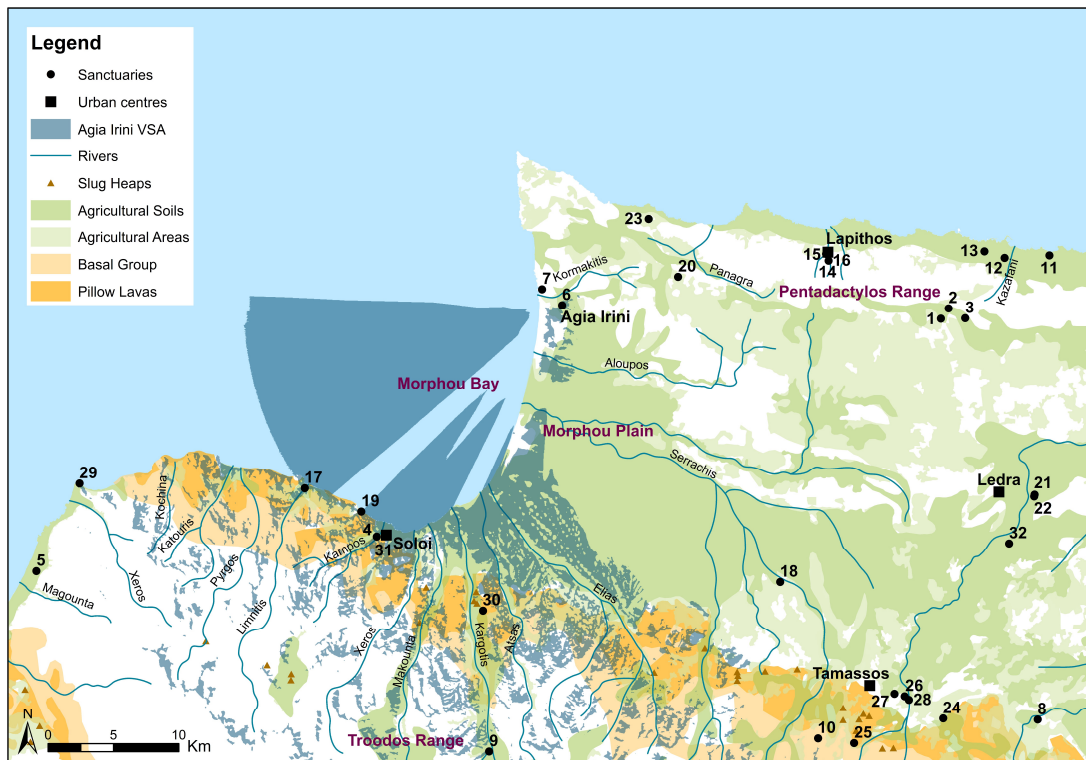 Legend
Sanctuaries
Urban centres
Agia Irini VSA
Rivers
Slug Heaps
Agricultural Soils
Agricultural Areas
Basal Group
Pillow Lavas
23
Lapithos
15
16
14
13
12
11
Kazafani
7
Kormakitis
20
Panagra
6
Agia Irini
Pentadactylos Range
2
1
3
Aloupos
Morphou Bay
Morphou Plain
Serrachis
29
17
Kochina
Katouris
19
4
Kampos
31
Soloi
Ledra
21
22
32
5
Magounta
Xeros
Pyrgos
Limnitis
18
30
Elias
Xeros
Makounta
Kargotis
Atsas
Tamassos
26
27
28
24
8
10
25
Troodos Range
9
N
0 5 10
Km